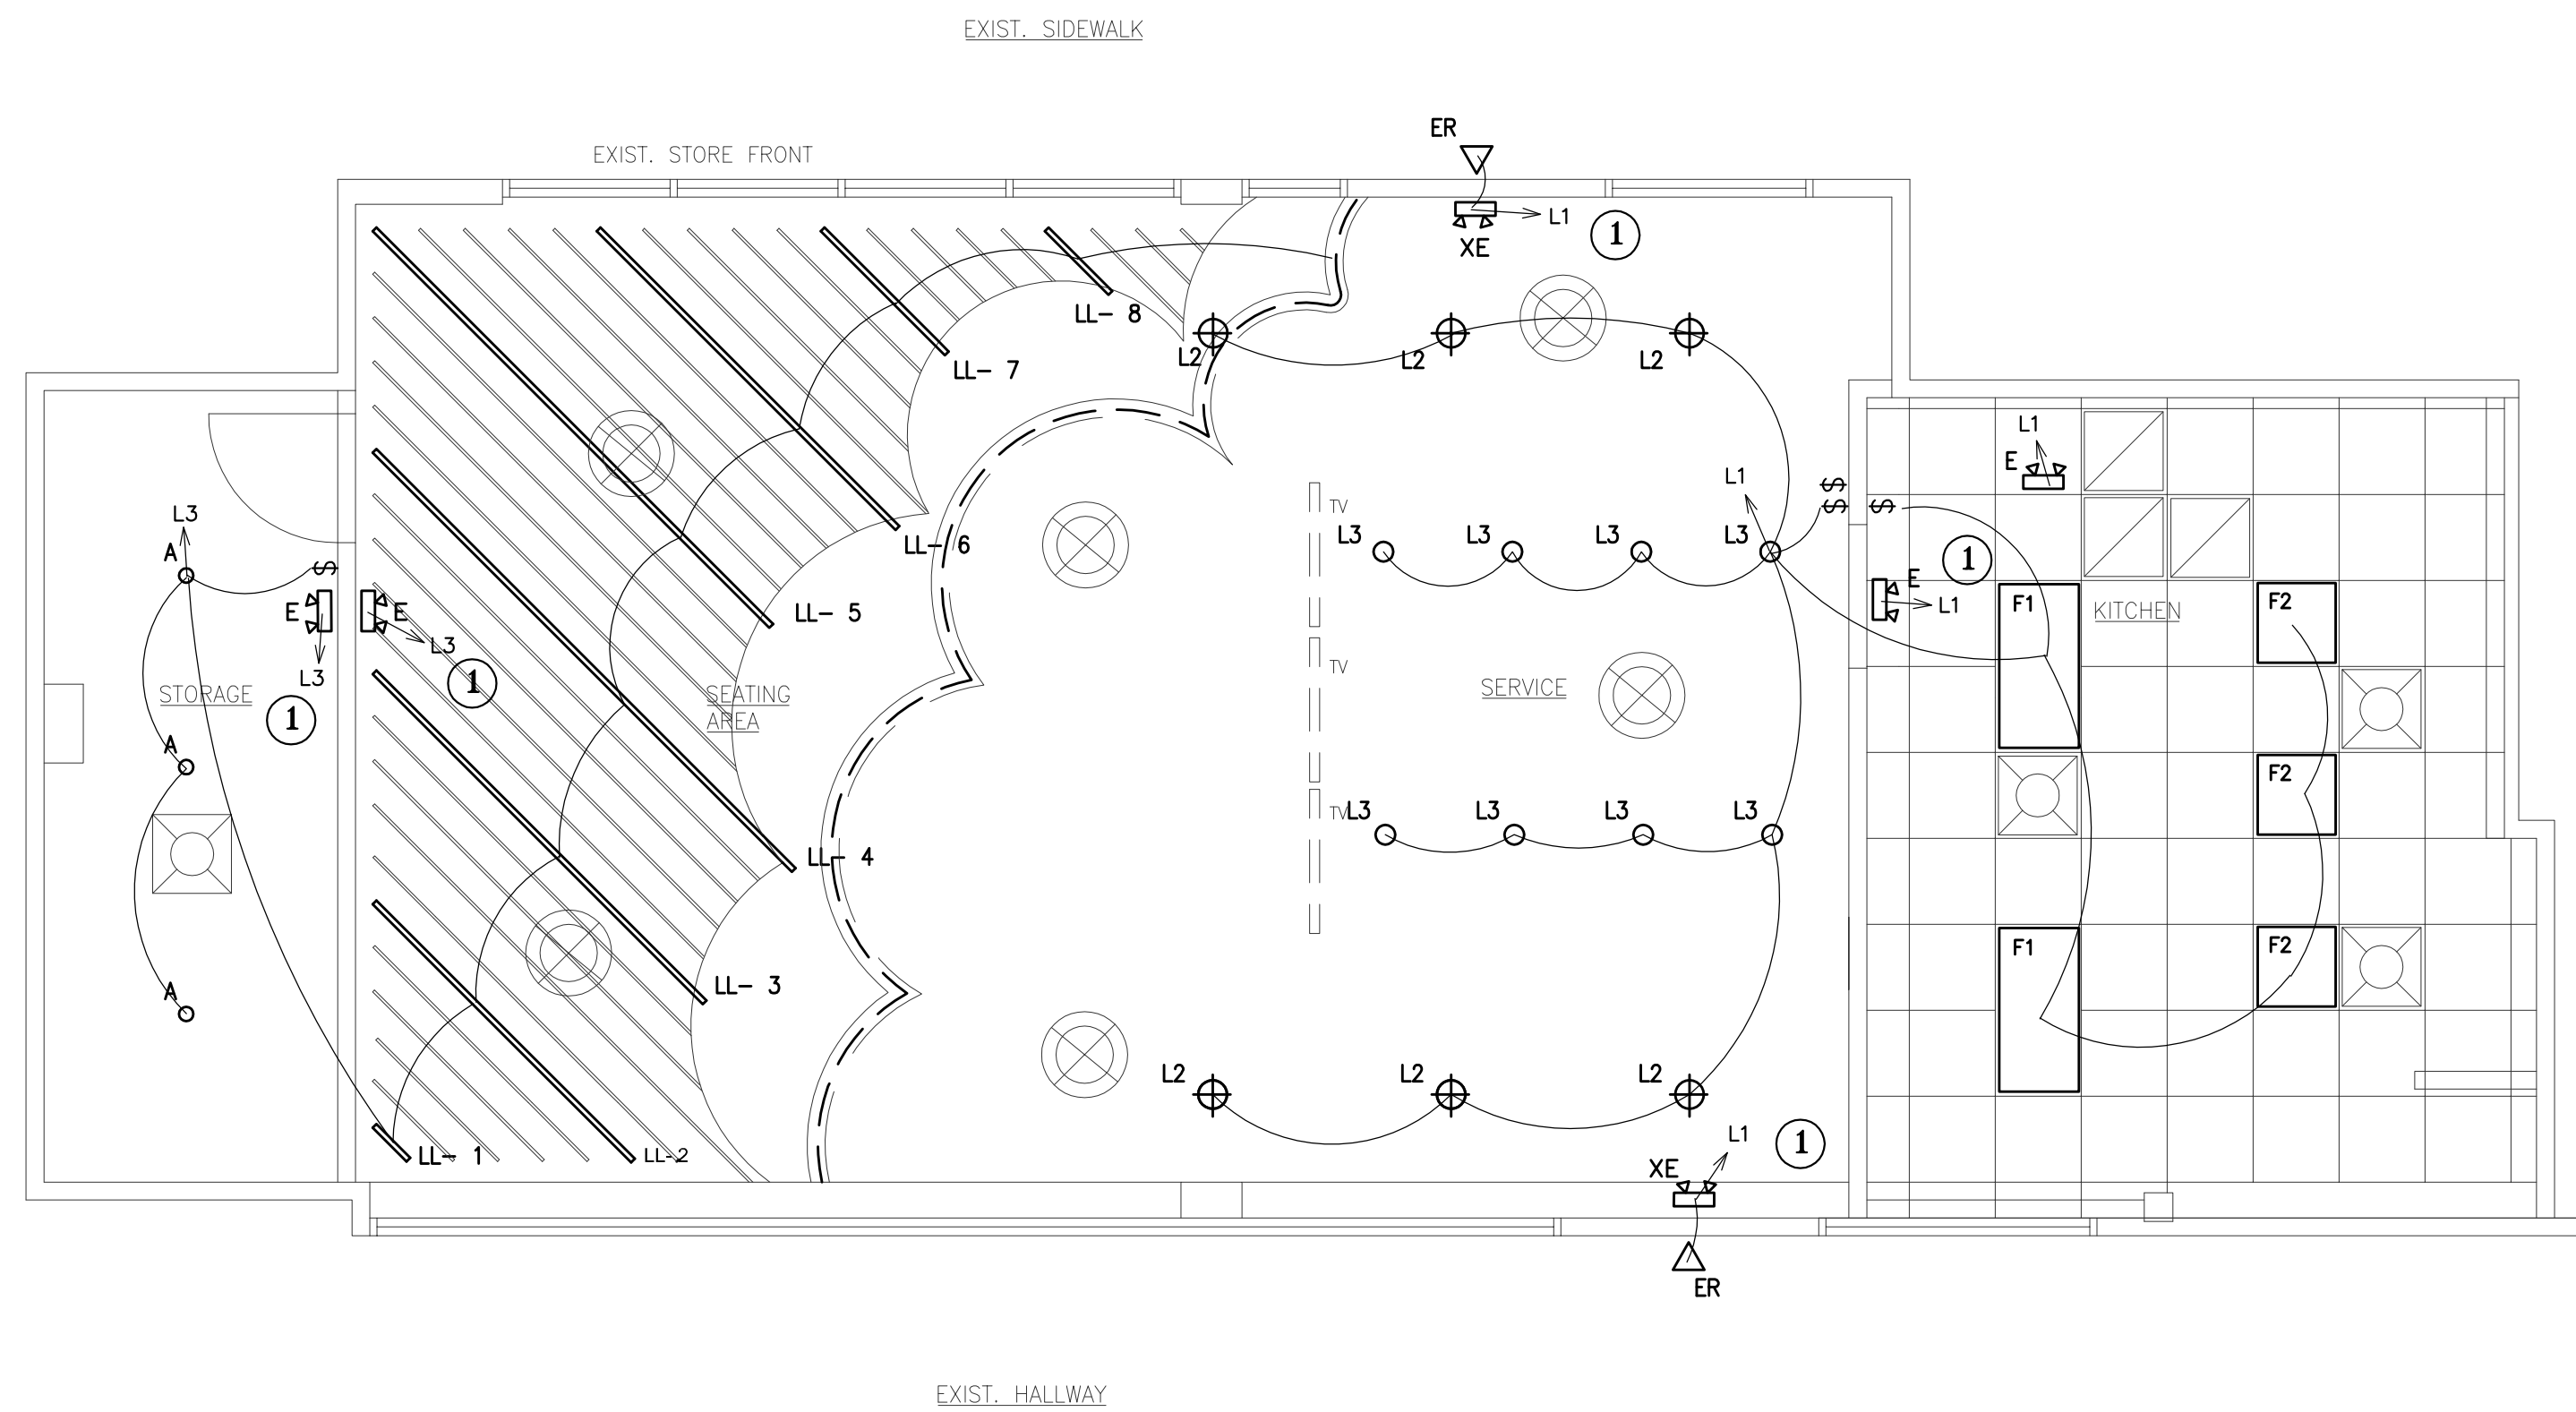 EXIST. SIDEWALK
ER
EXIST. STORE FRONT
L1
1
XE
LL- 8
L2
L2
L2
LL- 7
L1
E
L1
$
$
$
TV
L3
L3
L3
L3
L3
A
LL- 6
$
1
E
L1
E
E
L3
L3
1
STORAGE
1
LL- 5
SEATING
AREA
TV
SERVICE
F1
KITCHEN
F2
A
F2
TV
L3
L3
L3
L3
LL- 4
F1
F2
A
LL- 3
L2
L2
L2
LL- 1
LL-2
L1
1
XE
ER
EXIST. HALLWAY